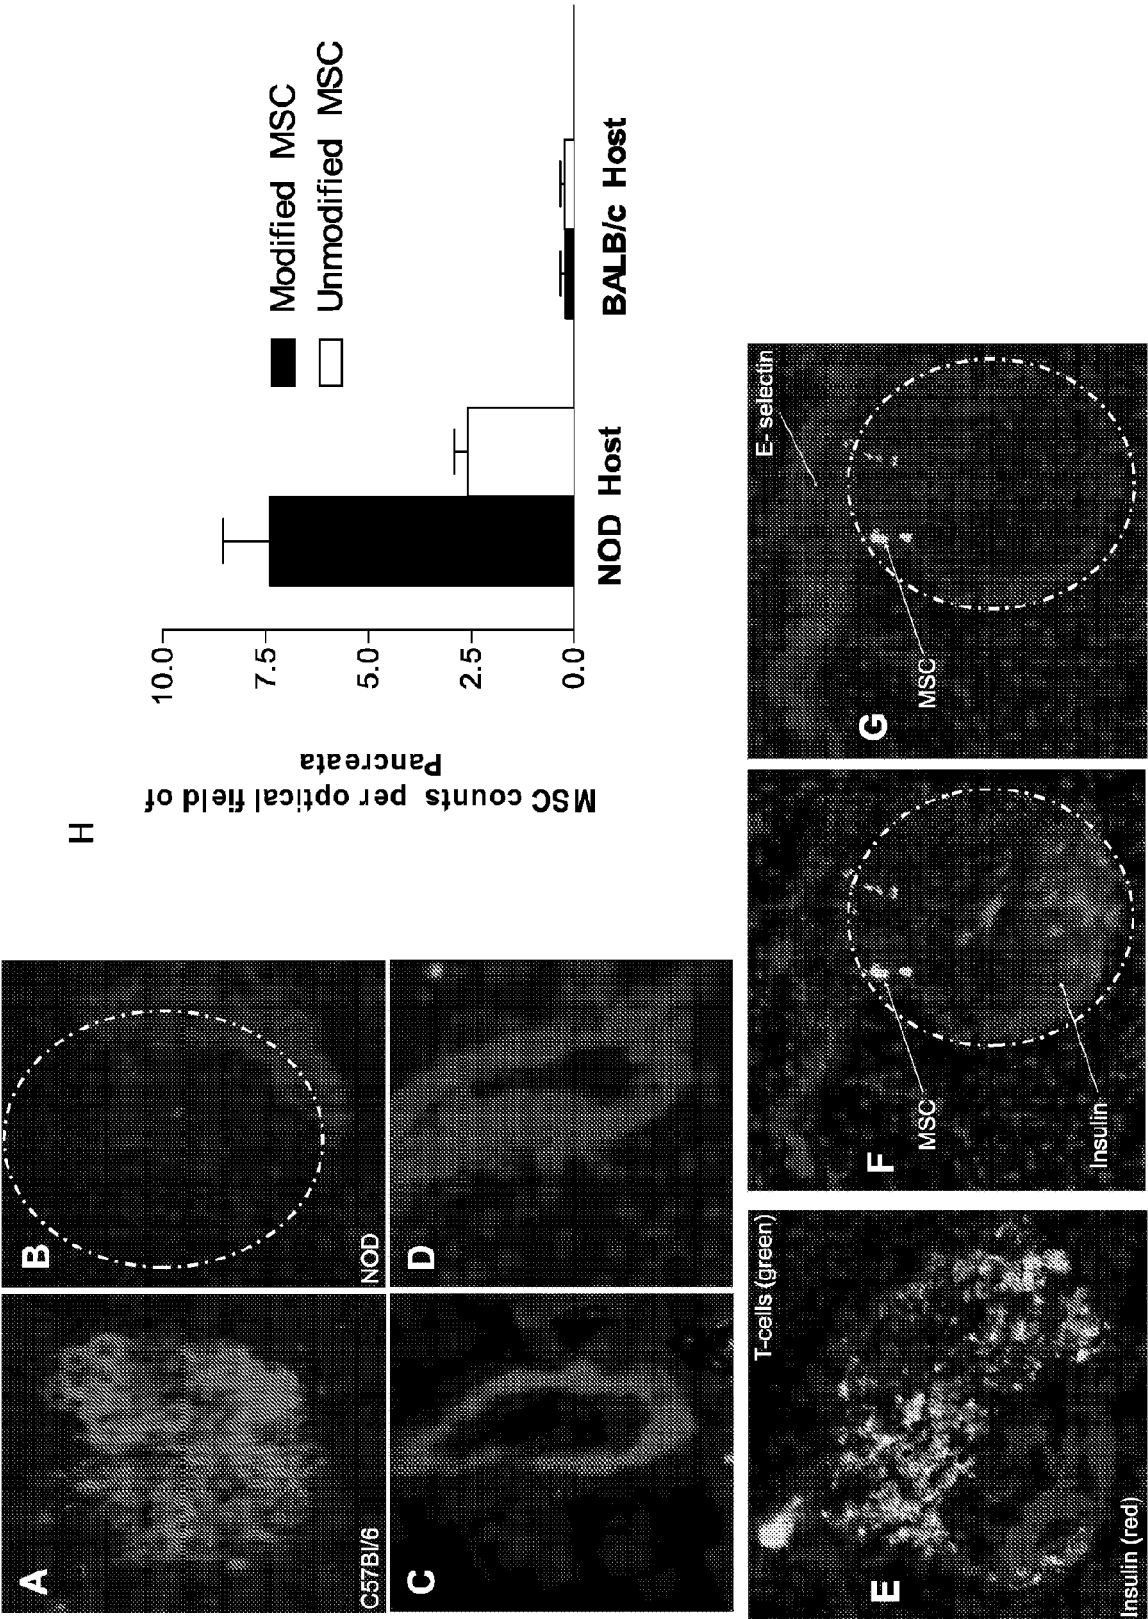 A
C57Bl/6
B
NOD
C
D
E
T-cells (green)
Insulin (red)
F
MSC
Insulin
G
MSC
E- selectin
H
MSC counts per optical field of
Pancreata
10.0
7.5
5.0
2.5
0.0
Modified MSC
Unmodified MSC
NOD Host
BALB/c Host